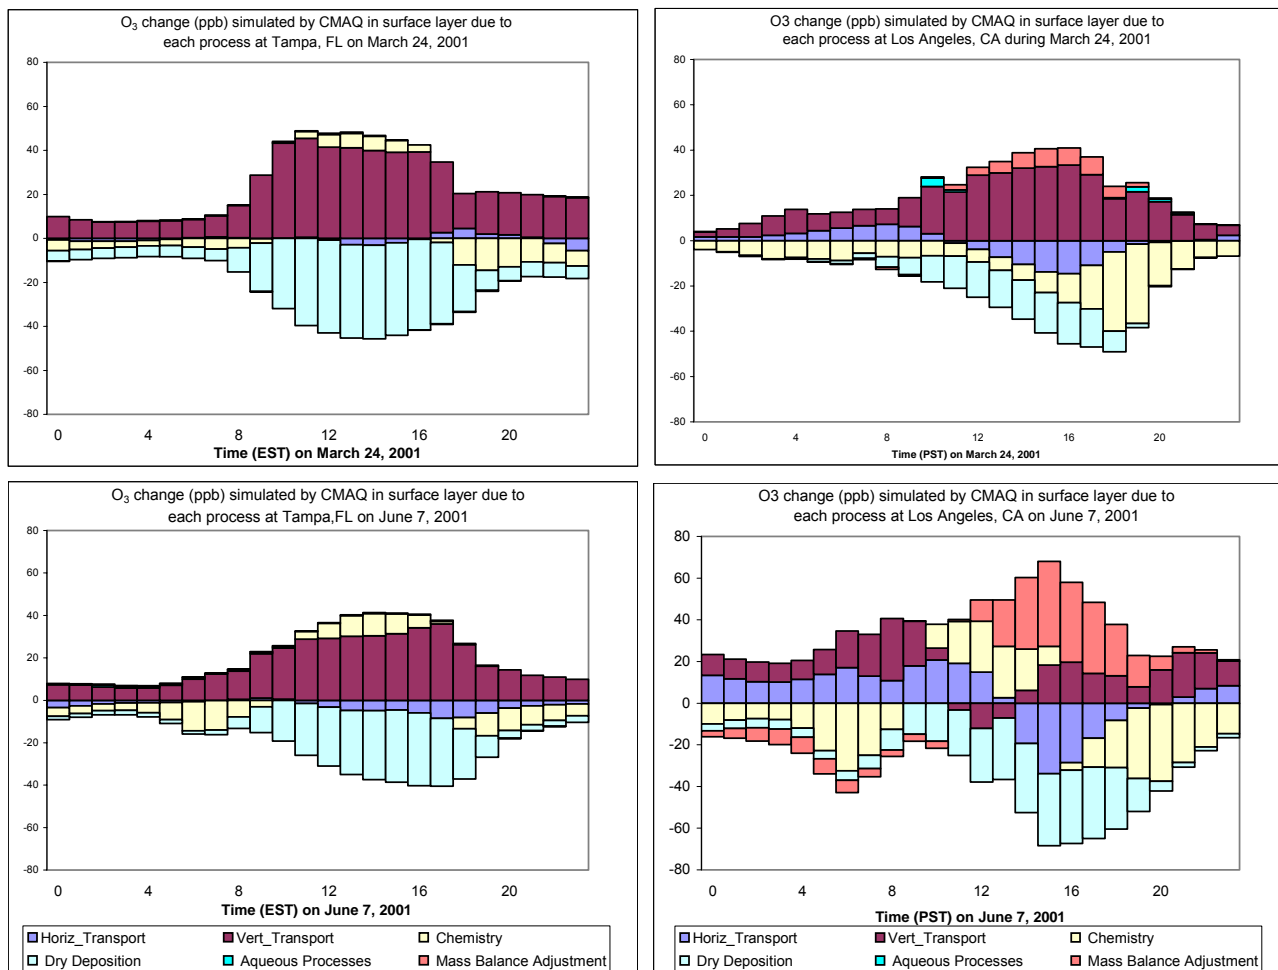 O3 change (ppb) simulated by CMAQ in surface layer due to
each process at Tampa, FL on March 24, 2001
80
60
40
20
0
-20
-40
-60
-80
0 4 8 12 16 20
Time (EST) on March 24, 2001
O3 change (ppb) simulated by CMAQ in surface layer due to
each process at Los Angeles, CA during March 24, 2001
80
60
40
20
0
-20
-40
-60
-80
0 4 8 12 16 20
Time (PST) on March 24, 2001
O3 change (ppb) simulated by CMAQ in surface layer due to
each process at Tampa,FL on June 7, 2001
80
60
40
20
0
-20
-40
-60
-80
0 4 8 12 16 20
Time (EST) on June 7, 2001
Horiz_Transport Vert_Transport Chemistry
Dry Deposition Aqueous Processes Mass Balance Adjustment
O3 change (ppb) simulated by CMAQ in surface layer due to
each process at Los Angeles, CA on June 7, 2001
80
60
40
20
0
-20
-40
-60
-80
0 4 8 12 16 20
Time (PST) on June 7, 2001
Horiz_Transport Vert_Transport Chemistry
Dry Deposition Aqueous Processes Mass Balance Adjustment